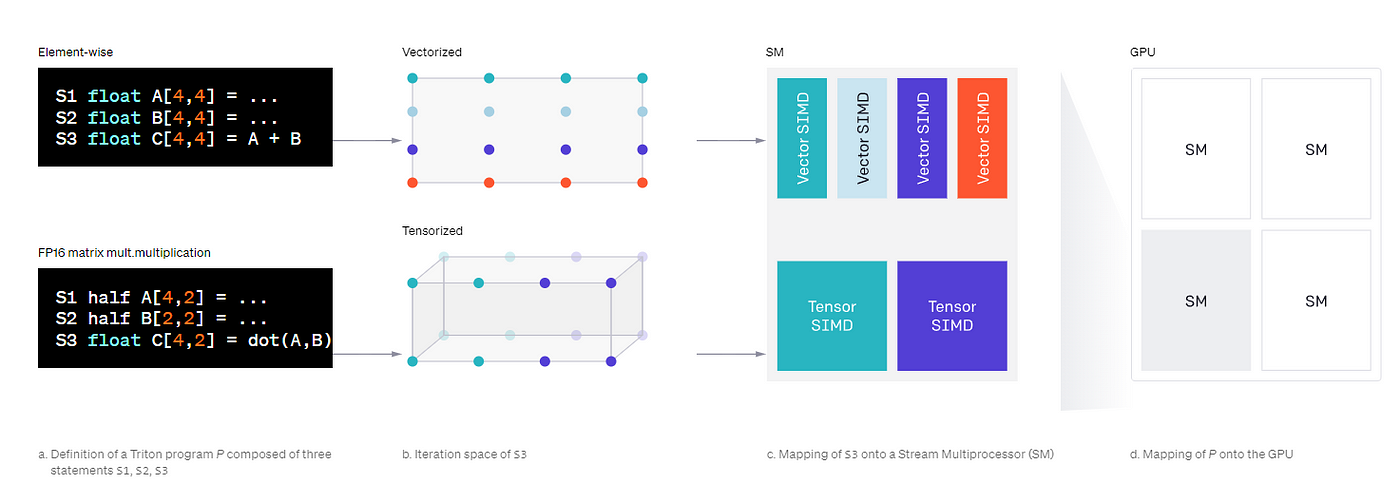 Element-wise
S1 float A[4,4] = ...
S2 float B[4,4] = ...
S3 float C[4,4] = A + B
FP16 matrix mult.multiplication
S1 half A[4,2] = ...
S2 half B[2,2] = ...
S3 float C[4,2] = dot(A,B)
a. Definition of a Triton program P composed of three
statements S1, S2, S3
Vectorized
Tensorized
b. Iteration space of S3
SM
Vector SIMD
Vector SIMD
Vector SIMD
Vector SIMD
Tensor
SIMD
Tensor
SIMD
c. Mapping of S3 onto a Stream Multiprocessor (SM)
GPU
SM
SM
SM
SM
d. Mapping of P onto the GPU